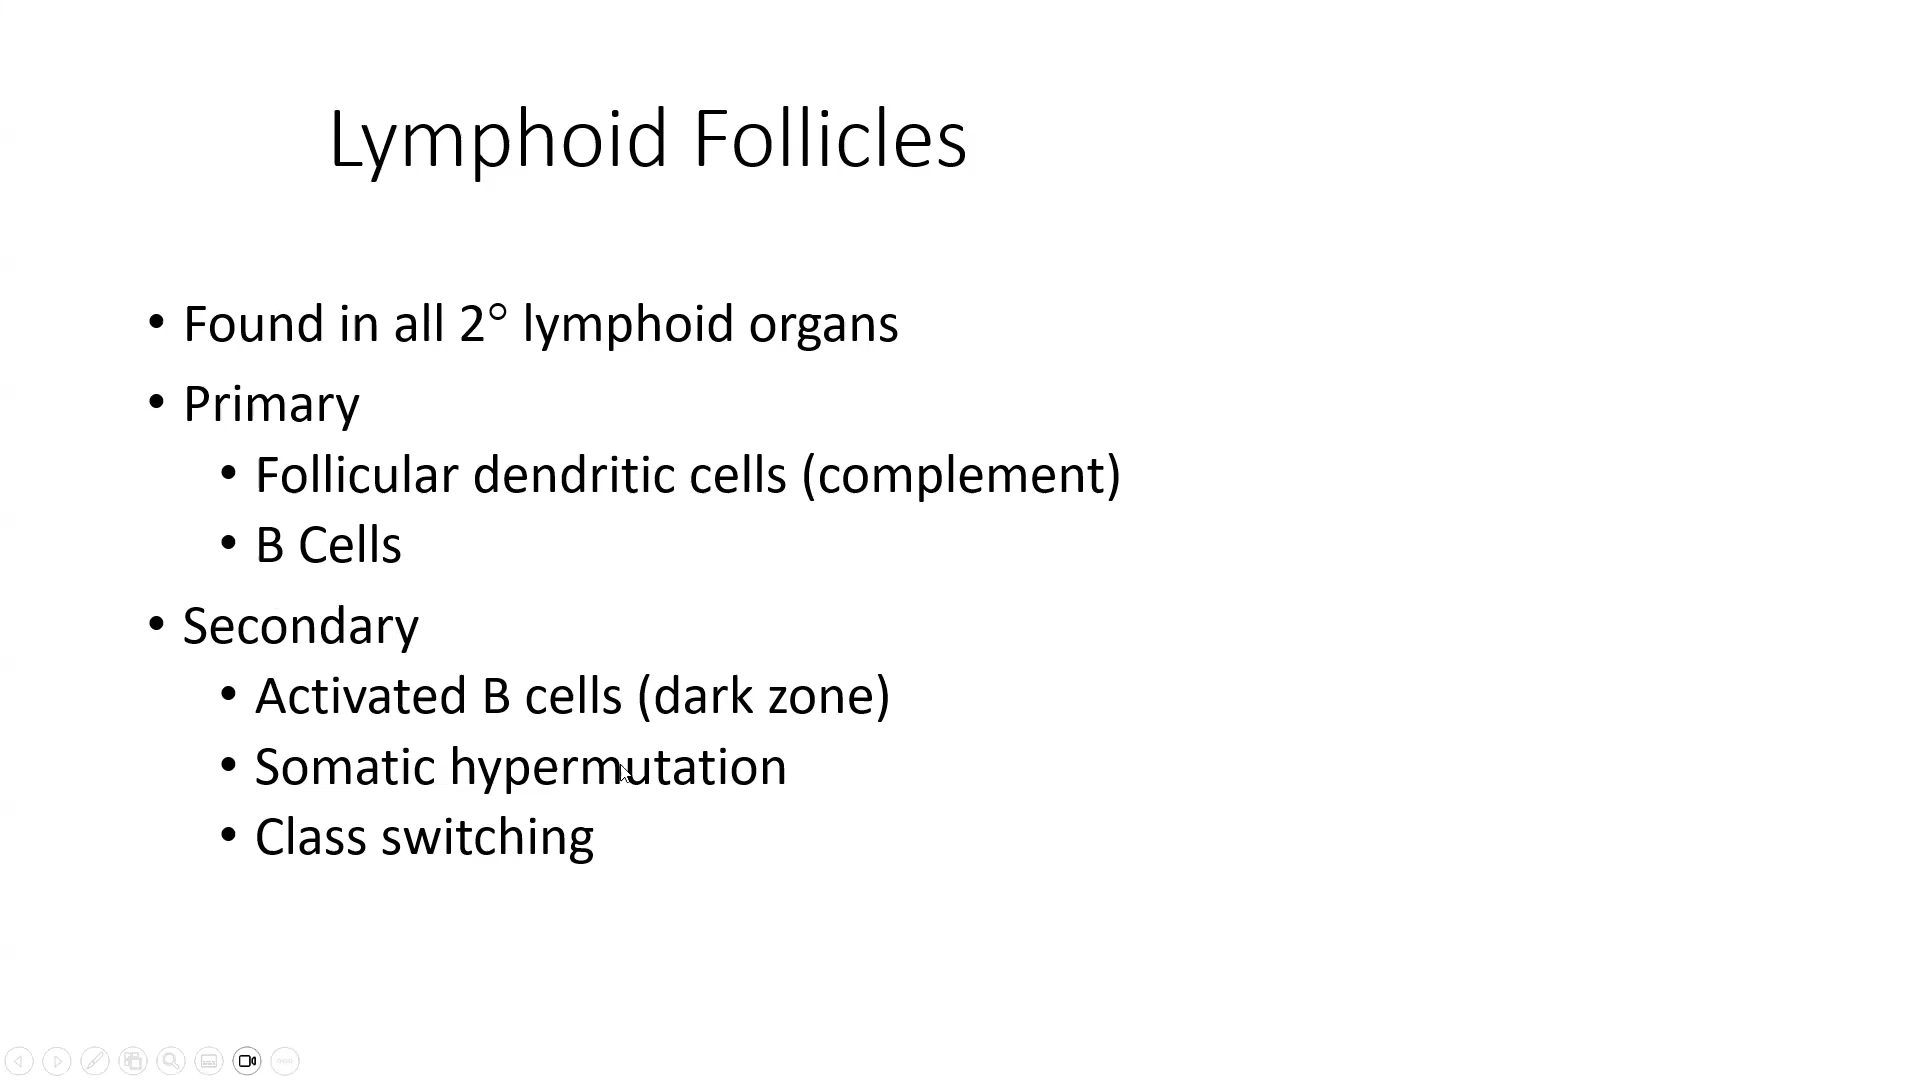 Lymphoid Follicles
• Found in all 2° lymphoid organs
• Primary
• Follicular dendritic cells (complement)
• B Cells
• Secondary
• Activated B cells (dark zone)
• Somatic hypermutation
• Class switching